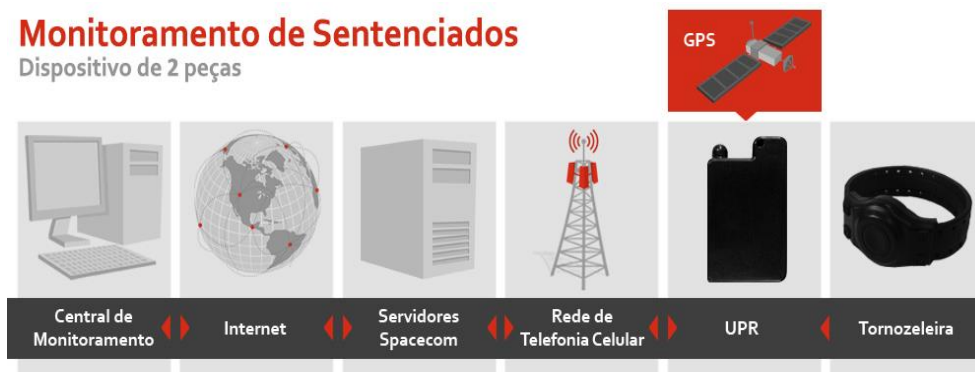 Monitoramento de Sentenciados
Dispositivo de 2 peças
GPS
Central de
Monitoramento
Internet
Servidores
Spacecom
Rede de
Telefonia Celular
UPR
Tornozeleira